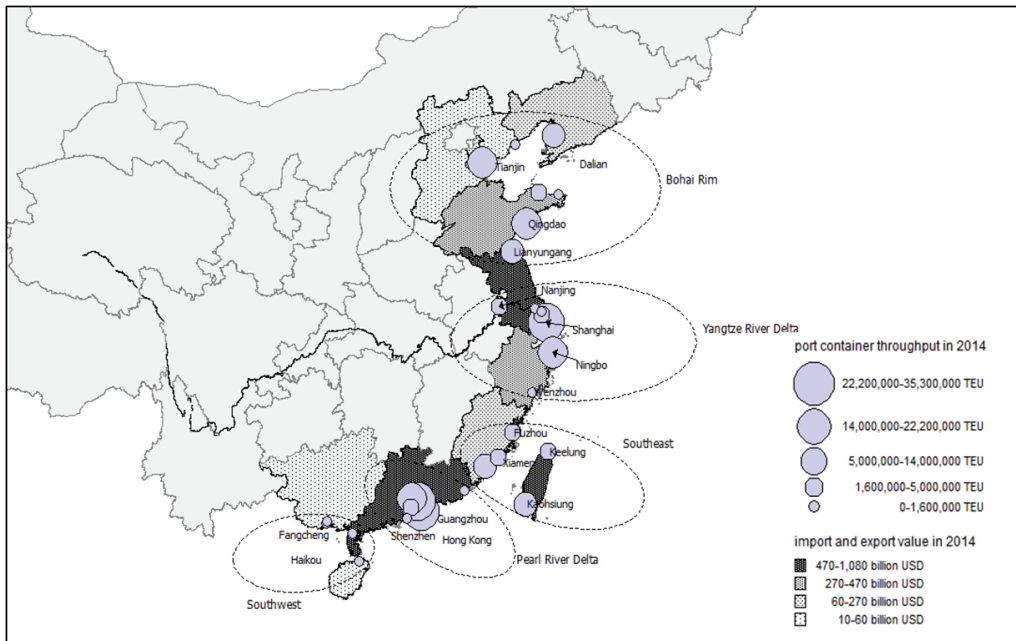 Tianjin
Dalian
Bohai Rim
Qingdao
Lianyungang
Nanjing
Shanghai
Yangtze River Delta
Ningbo
Wenzhou
Fuzhou
Southeast
Keelung
Xiamen
Kaohsiung
Guangzhou
Fangcheng
Shenzhen
Hong Kong
Haikou
Pearl River Delta
Southwest
port container throughput in 2014
22,200,000-35,300,000 TEU
14,000,000-22,200,000 TEU
5,000,000-14,000,000 TEU
1,600,000-5,000,000 TEU
0-1,600,000 TEU
import and export value in 2014
470-1,080 billion USD
270-470 billion USD
60-270 billion USD
10-60 billion USD